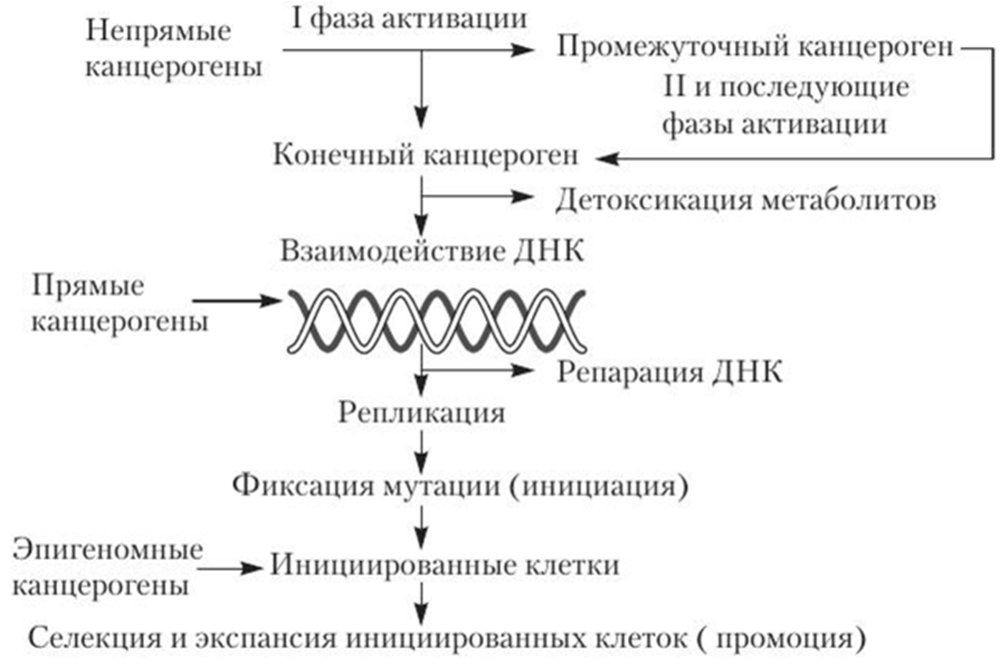 I фаза активации
Непрямые
канцерогены
Промежуточный канцероген
II и последующие
фазы активации
Конечный канцероген
Детоксикация метаболитов
Взаимодействие ДНК
Прямые
канцерогены
Репарация ДНК
Репликация
Фиксация мутации (инициация)
Эпигеномные
канцерогены
Инициированные клетки
Селекция и экспансия инициированных клеток ( промоция)